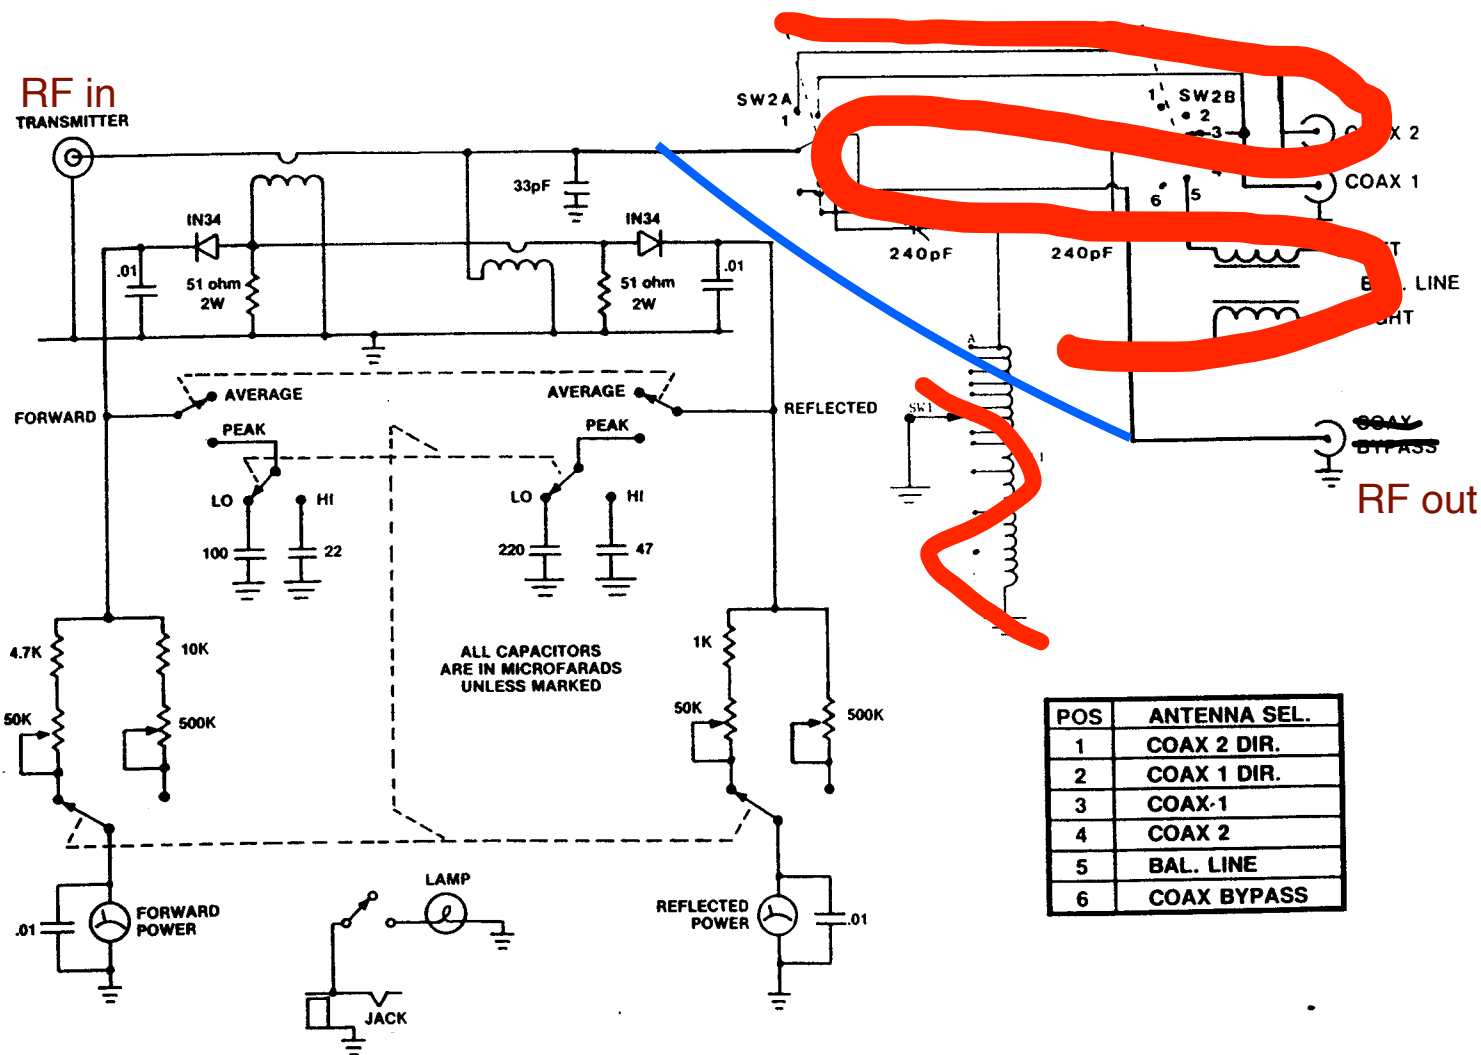 RF in
TRANSMITTER
SW2A
1
1
SW2B
2
3
X 2
COAX 1
4
5
6
33pF
IN34
IN34
.01
51 ohm
2W
51 ohm
2W
.01
240pF
240pF
LINE
A
SW1
FORWARD
AVERAGE
AVERAGE
REFLECTED
PEAK
PEAK
LO
HI
LO
HI
100
22
220
47
COAX
BYPASS
RF out
4.7K
10K
50K
500K
1K
50K
500K
ALL CAPACITORS
ARE IN MICROFARADS
UNLESS MARKED
POS ANTENNA SEL.
1 COAX 2 DIR.
2 COAX 1 DIR.
3 COAX-1
4 COAX 2
5 BAL. LINE
6 COAX BYPASS
.01
FORWARD
POWER
LAMP
JACK
REFLECTED
POWER
.01